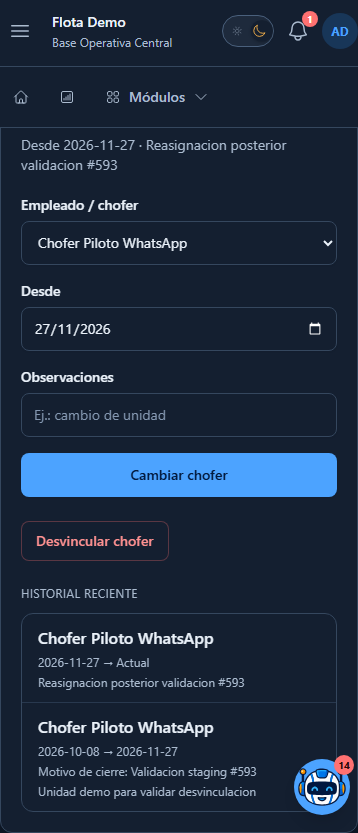 Flota Demo
Base Operativa Central
1
AD
Módulos
Desde 2026-11-27 · Reasignacion posterior
validacion #593
Empleado / chofer
Chofer Piloto WhatsApp
Desde
27/11/2026
Observaciones
Ej.: cambio de unidad
Cambiar chofer
Desvincular chofer
HISTORIAL RECIENTE
Chofer Piloto WhatsApp
2026-11-27 → Actual
Reasignacion posterior validacion #593
Chofer Piloto WhatsApp
2026-10-08 → 2026-11-27
Motivo de cierre: Validacion staging #593
Unidad demo para validar desvinculacion
14